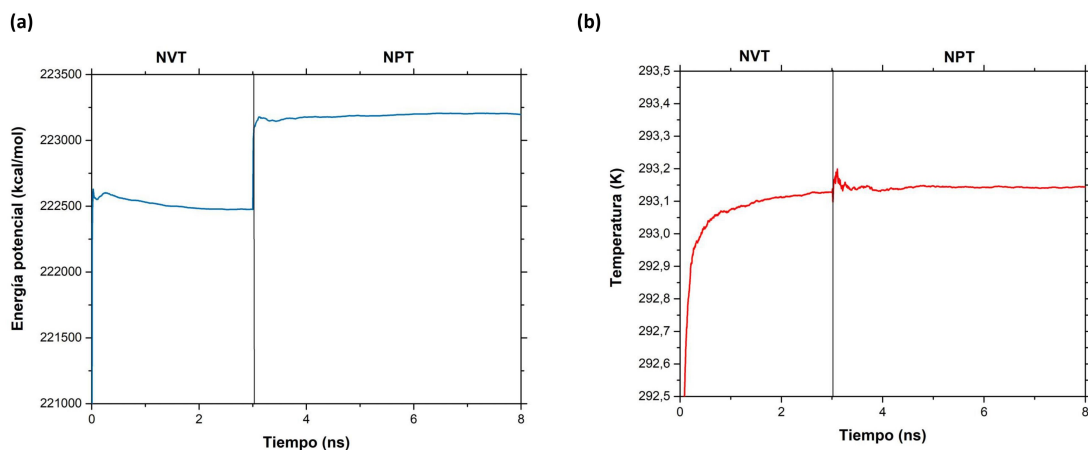 (a)
NVT NPT
223500
223000
222500
222000
221500
221000
0 2 4 6 8
Energía potencial (kcal/mol)
Tiempo (ns)
(b)
NVT NPT
293,5
293,4
293,3
293,2
293,1
293,0
292,9
292,8
292,7
292,6
292,5
0 2 4 6 8
Temperatura (K)
Tiempo (ns)